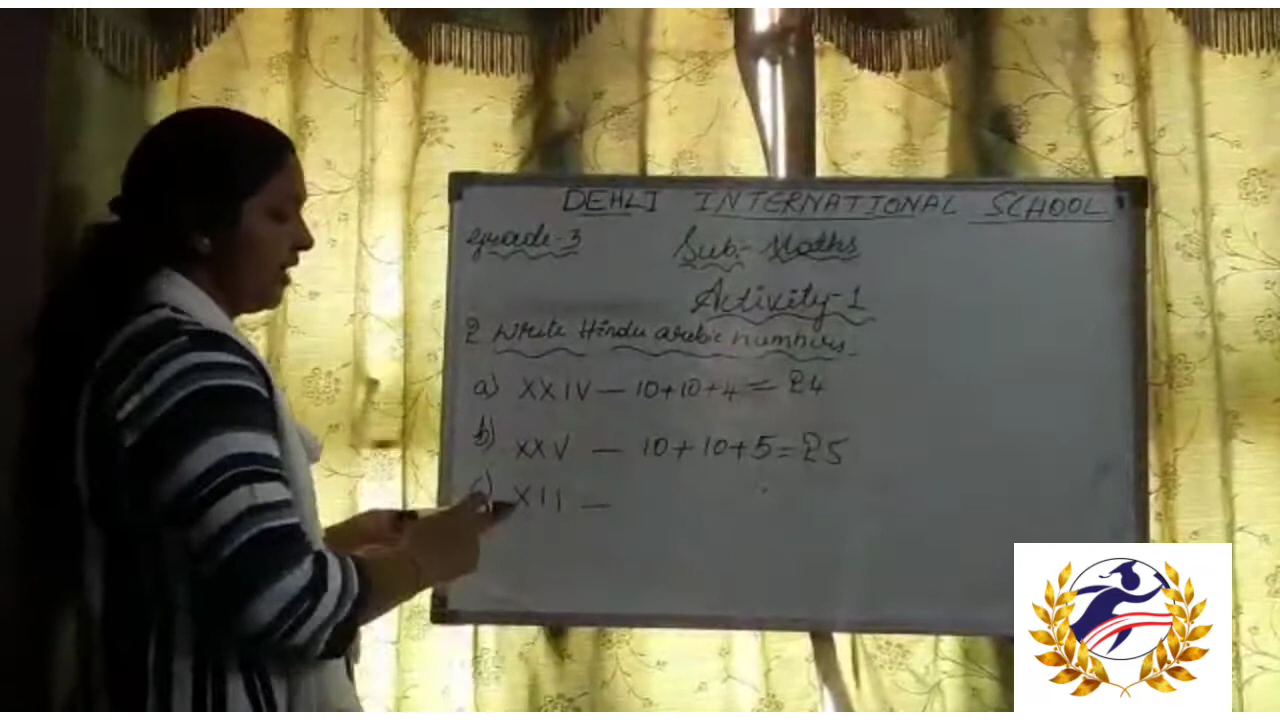 DEHLI INTERNATIONAL SCHOOL
Grade-3 Sub:- Maths
Activity-1
2 Write Hindu arabic numbers.
a) XXIV — 10+10+4 = 24
b) XXV — 10+10+5=25
c) XII —